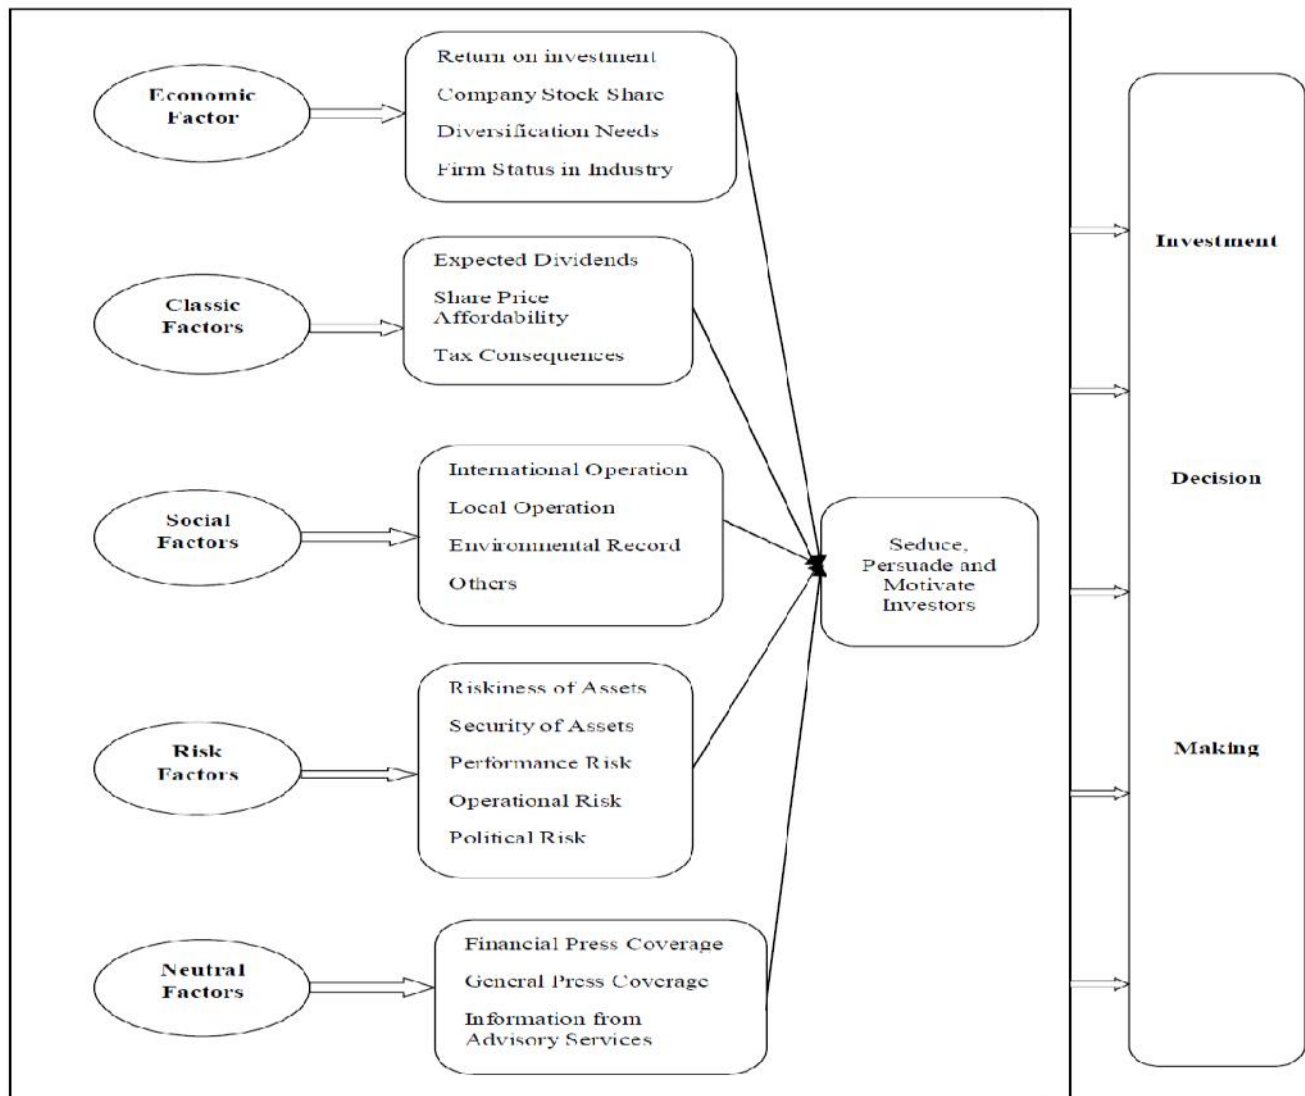 Economic
Factor
Return on investment
Company Stock Share
Diversification Needs
Firm Status in Industry
Classic
Factors
Expected Dividends
Share Price
Affordability
Tax Consequences
Social
Factors
International Operation
Local Operation
Environmental Record
Others
Risk
Factors
Riskiness of Assets
Security of Assets
Performance Risk
Operational Risk
Political Risk
Neutral
Factors
Financial Press Coverage
General Press Coverage
Information from
Advisory Services
Seduce,
Persuade and
Motivate
Investors
Investment
Decision
Making